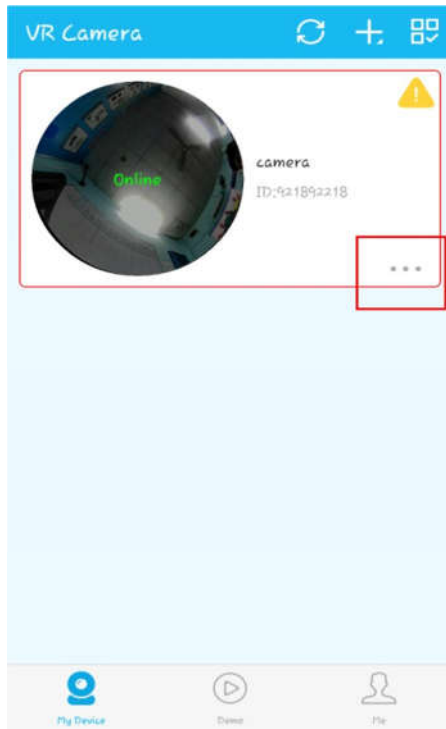 VR Camera
Online
camera
ID:921892218
My Device
Demo
Me